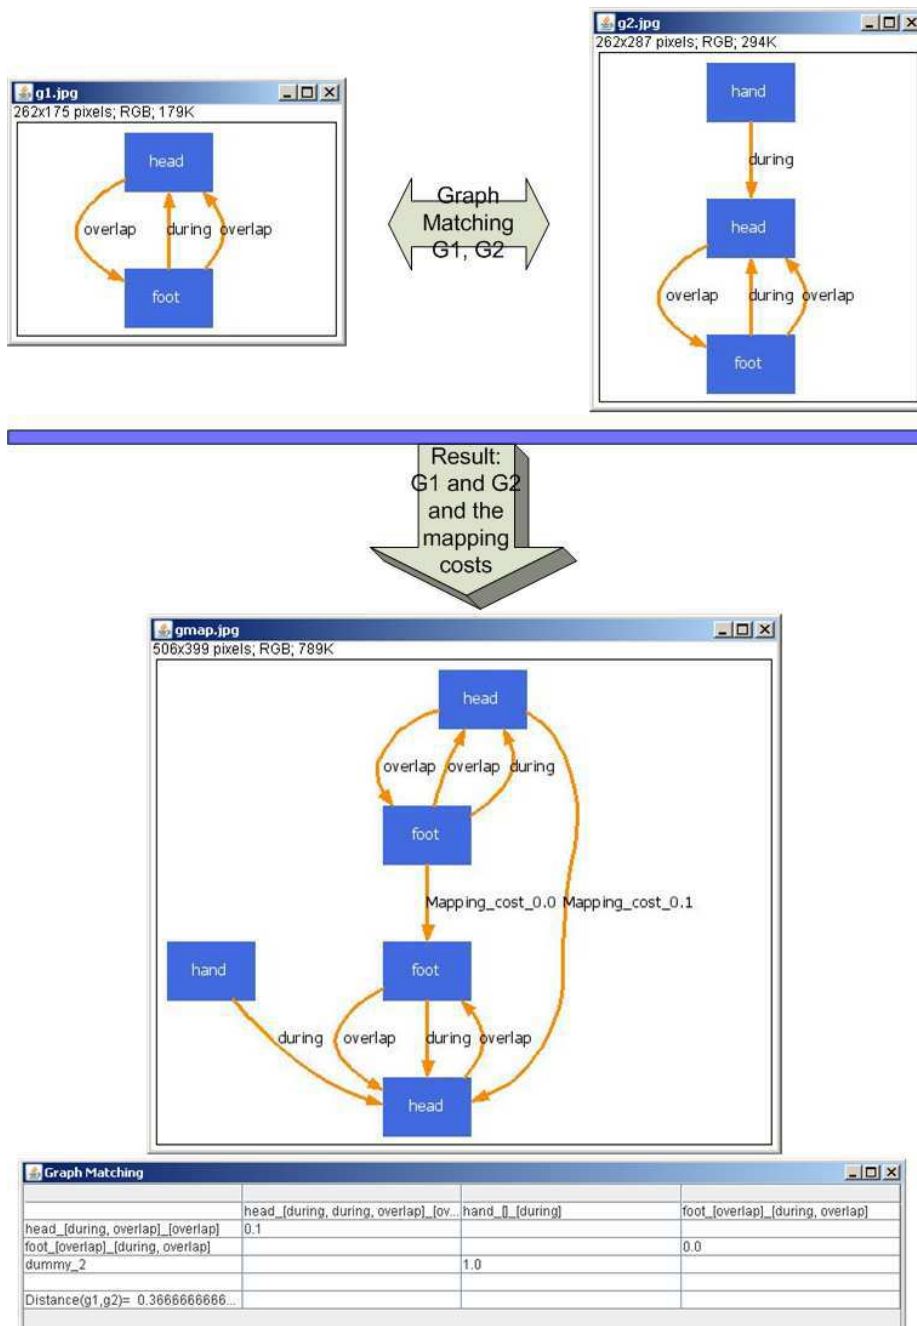 g2.jpg
262x287 pixels; RGB; 294K
hand
during
head
overlap
during
overlap
foot
g1.jpg
262x175 pixels; RGB; 179K
head
overlap
during
overlap
foot
Graph
Matching
G1, G2
Result:
G1 and G2
and the
mapping
costs
gmap.jpg
506x399 pixels; RGB; 789K
head
overlap
overlap
during
foot
Mapping_cost_0.0
Mapping_cost_0.1
hand
foot
during
overlap
during
overlap
head
Graph Matching
head_[during, during, overlap]_[ov... hand_[]_[during] foot_[overlap]_[during, overlap]
head_[during, overlap]_[overlap] 0.1
foot_[overlap]_[during, overlap] 0.0
dummy_2 1.0
Distance(g1,g2)= 0.3666666666...